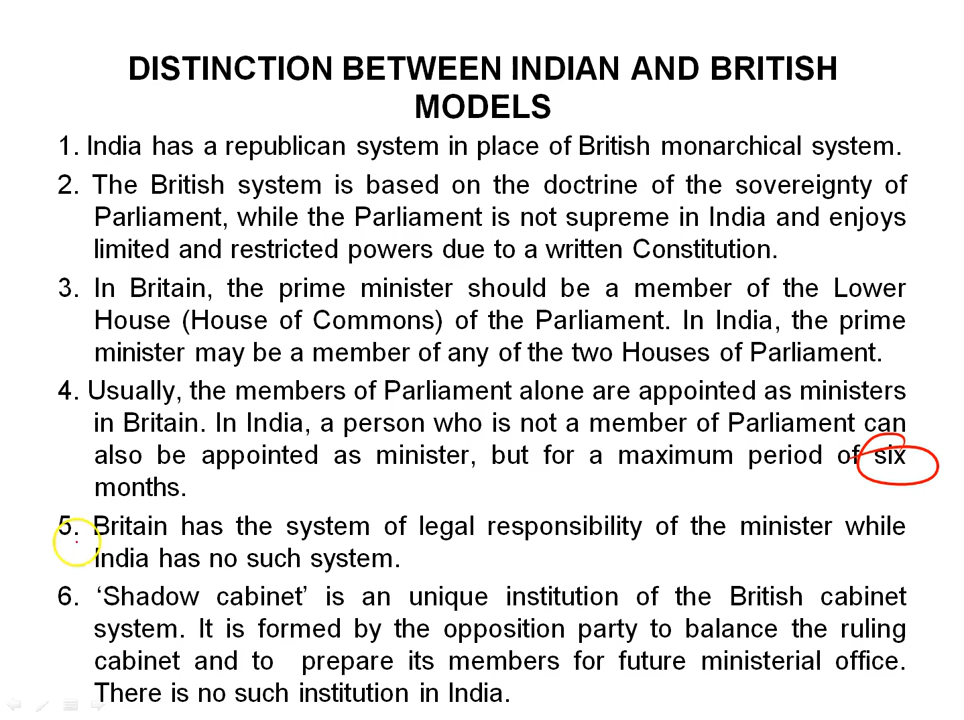 DISTINCTION BETWEEN INDIAN AND BRITISH
MODELS
1. India has a republican system in place of British monarchical system.
2. The British system is based on the doctrine of the sovereignty of
Parliament, while the Parliament is not supreme in India and enjoys
limited and restricted powers due to a written Constitution.
3. In Britain, the prime minister should be a member of the Lower
House (House of Commons) of the Parliament. In India, the prime
minister may be a member of any of the two Houses of Parliament.
4. Usually, the members of Parliament alone are appointed as ministers
in Britain. In India, a person who is not a member of Parliament can
also be appointed as minister, but for a maximum period of six
months.
5. Britain has the system of legal responsibility of the minister while
India has no such system.
6. ‘Shadow cabinet’ is an unique institution of the British cabinet
system. It is formed by the opposition party to balance the ruling
cabinet and to prepare its members for future ministerial office.
There is no such institution in India.